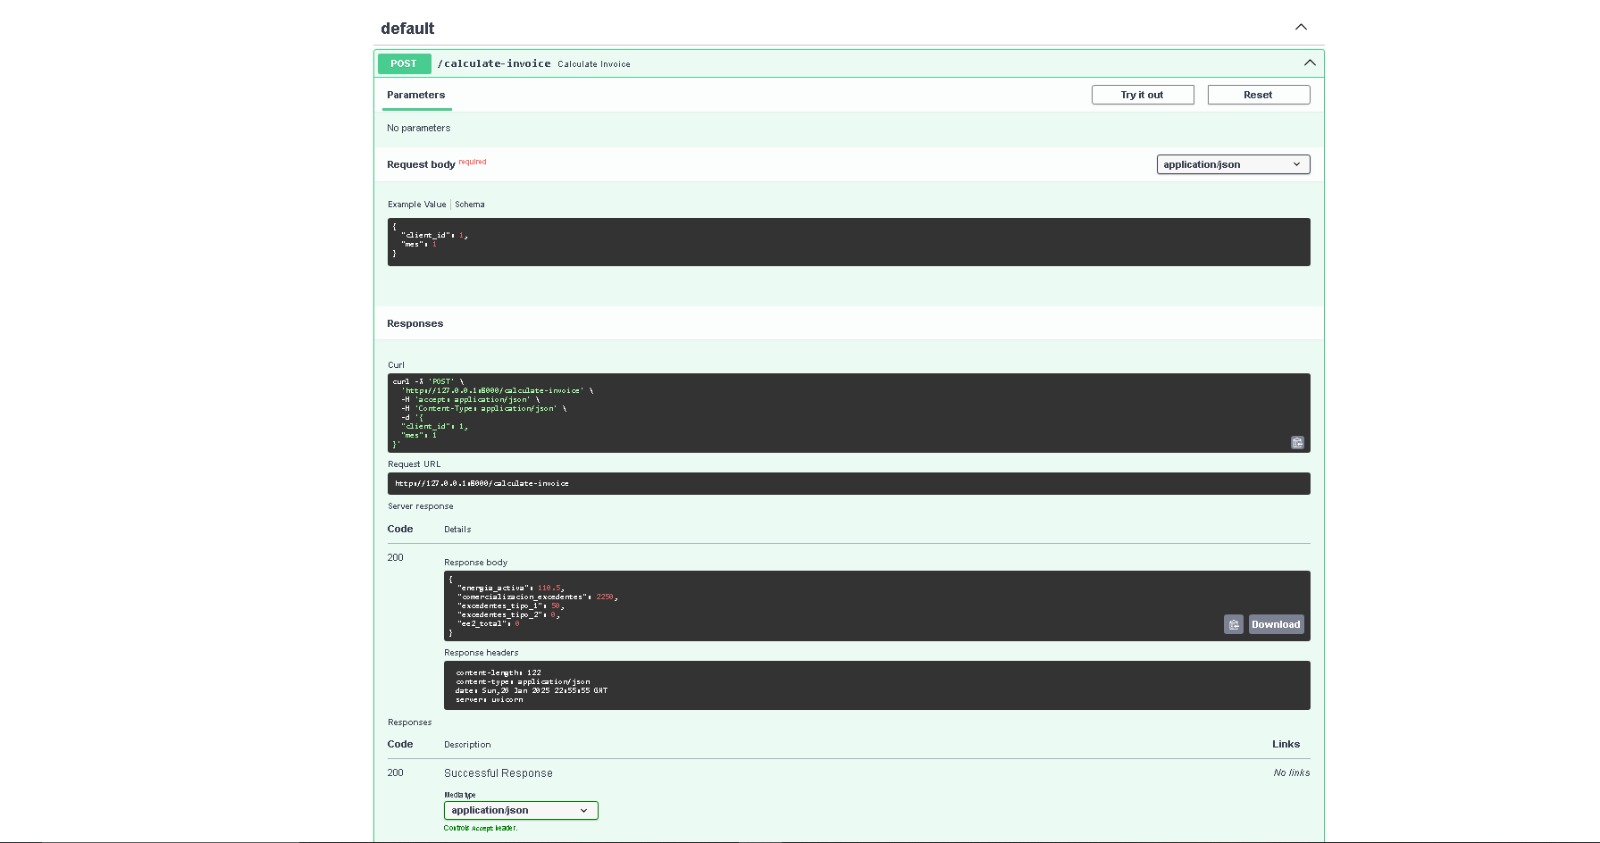 default
POST /calculate-invoice Calculate Invoice
Parameters
Try it out
Reset
No parameters
Request body required
application/json
Example Value | Schema
{
"client_id": 1,
"mes": 1
}
Responses
Curl
curl -X 'POST' \
'http://127.0.0.1:8000/calculate-invoice' \
-H 'accept: application/json' \
-H 'Content-Type: application/json' \
-d '{
"client_id": 1,
"mes": 1
}'
Request URL
http://127.0.0.1:8000/calculate-invoice
Server response
Code Details
200
Response body
{
"energia_activa": 110.5,
"comercializacion_excedentes": 2250,
"excedentes_tipo_1": 50,
"excedentes_tipo_2": 0,
"ee2_total": 0
}
Download
Response headers
content-length: 122
content-type: application/json
date: Sun,20 Jan 2025 22:55:55 GMT
server: uvicorn
Responses
Code Description Links
200 Successful Response No links
Media type
application/json
Controls Accept header.